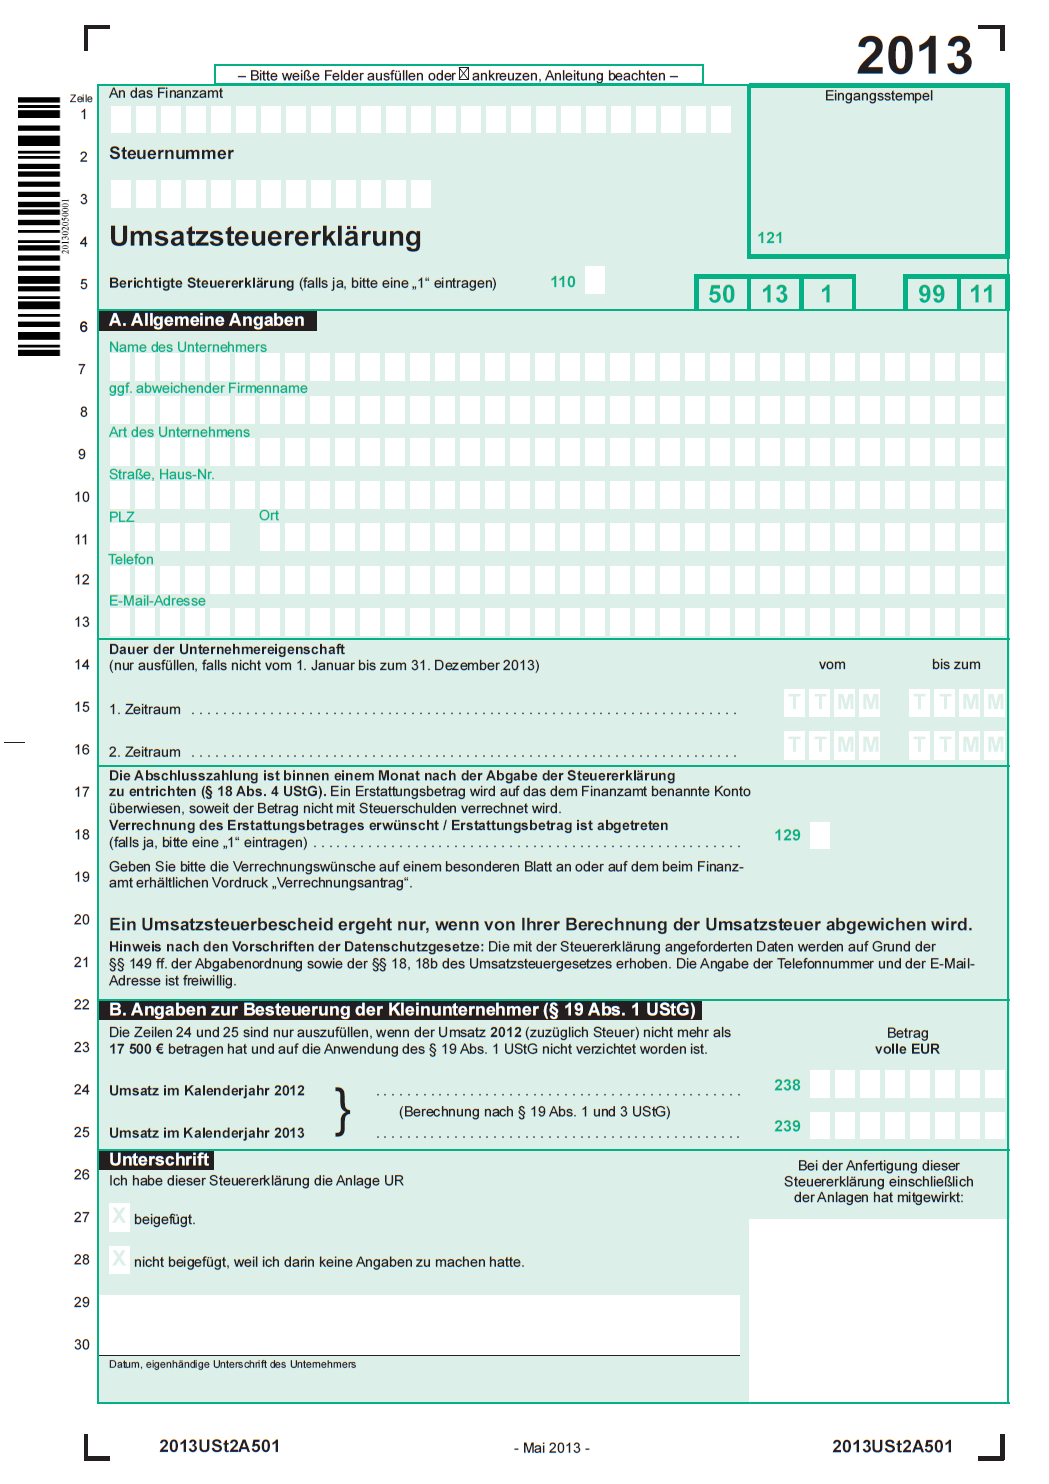 2013
– Bitte weiße Felder ausfüllen oder ☒ ankreuzen, Anleitung beachten –
Zeile
An das Finanzamt
Eingangsstempel
1
2 Steuernummer
3
201302050001
4 Umsatzsteuererklärung
121
5 Berichtigte Steuererklärung (falls ja, bitte eine „1“ eintragen) 110
50 13 1 99 11
6 A. Allgemeine Angaben
Name des Unternehmers
7
ggf. abweichender Firmenname
8
Art des Unternehmens
9
Straße, Haus-Nr.
10
PLZ Ort
11
Telefon
12
E-Mail-Adresse
13
Dauer der Unternehmereigenschaft
14 (nur ausfüllen, falls nicht vom 1. Januar bis zum 31. Dezember 2013) vom bis zum
15 1. Zeitraum T T M M T T M M
16 2. Zeitraum T T M M T T M M
Die Abschlusszahlung ist binnen einem Monat nach der Abgabe der Steuererklärung
17 zu entrichten (§ 18 Abs. 4 UStG). Ein Erstattungsbetrag wird auf das dem Finanzamt benannte Konto
überwiesen, soweit der Betrag nicht mit Steuerschulden verrechnet wird.
Verrechnung des Erstattungsbetrages erwünscht / Erstattungsbetrag ist abgetreten
18 (falls ja, bitte eine „1“ eintragen) 129
Geben Sie bitte die Verrechnungswünsche auf einem besonderen Blatt an oder auf dem beim Finanz-
19 amt erhältlichen Vordruck „Verrechnungsantrag“.
20 Ein Umsatzsteuerbescheid ergeht nur, wenn von Ihrer Berechnung der Umsatzsteuer abgewichen wird.
Hinweis nach den Vorschriften der Datenschutzgesetze: Die mit der Steuererklärung angeforderten Daten werden auf Grund der
21 §§ 149 ff. der Abgabenordnung sowie der §§ 18, 18b des Umsatzsteuergesetzes erhoben. Die Angabe der Telefonnummer und der E-Mail-
Adresse ist freiwillig.
22 B. Angaben zur Besteuerung der Kleinunternehmer (§ 19 Abs. 1 UStG)
Die Zeilen 24 und 25 sind nur auszufüllen, wenn der Umsatz 2012 (zuzüglich Steuer) nicht mehr als Betrag
23 17 500 € betragen hat und auf die Anwendung des § 19 Abs. 1 UStG nicht verzichtet worden ist. volle EUR
24 Umsatz im Kalenderjahr 2012 238
(Berechnung nach § 19 Abs. 1 und 3 UStG)
25 Umsatz im Kalenderjahr 2013 239
Unterschrift
26 Ich habe dieser Steuererklärung die Anlage UR
Bei der Anfertigung dieser
Steuererklärung einschließlich
der Anlagen hat mitgewirkt:
27 X beigefügt.
28 X nicht beigefügt, weil ich darin keine Angaben zu machen hatte.
29
30
Datum, eigenhändige Unterschrift des Unternehmers
2013USt2A501 - Mai 2013 - 2013USt2A501